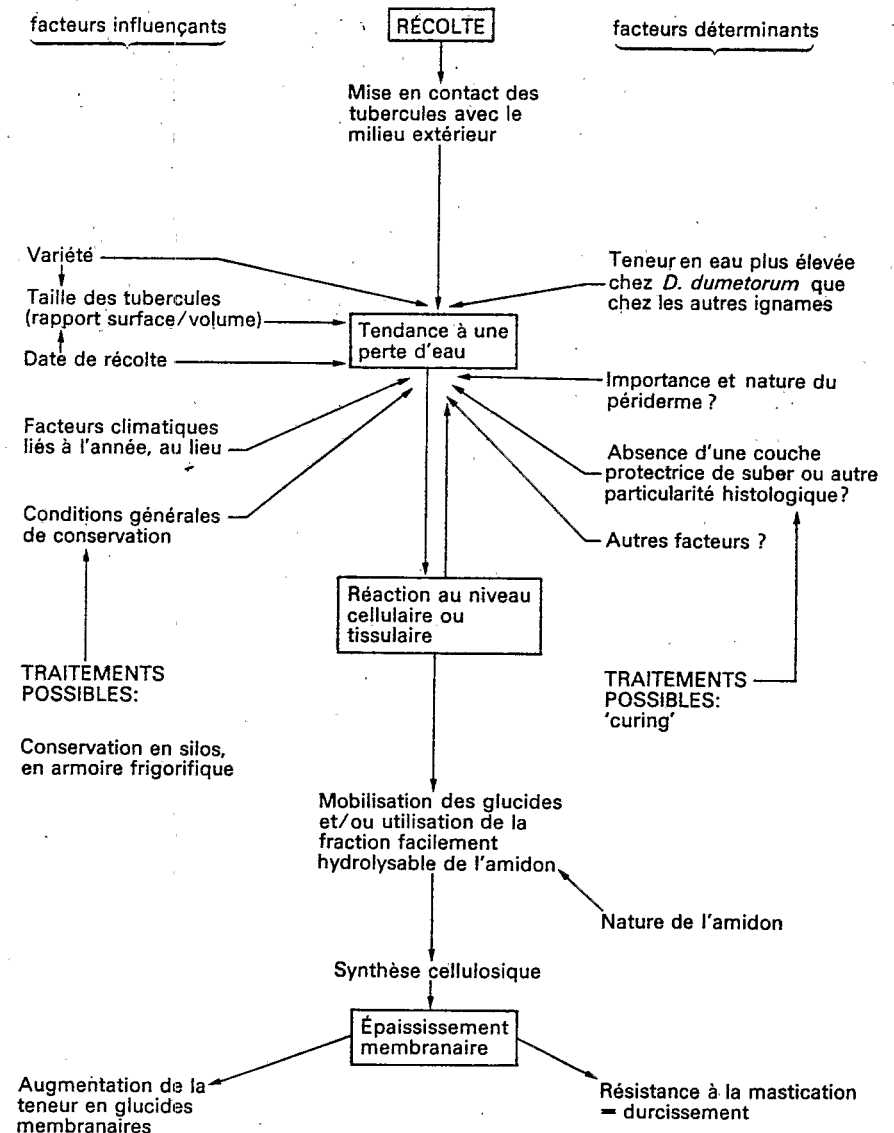 facteurs influençants
RÉCOLTE
facteurs déterminants
Mise en contact des
tubercules avec le
milieu extérieur
Variété
Taille des tubercules
(rapport surface/volume)
Date de récolte
Facteurs climatiques
liés à l'année, au lieu
Conditions générales
de conservation
TRAITEMENTS
POSSIBLES:
Conservation en silos,
en armoire frigorifique
Tendance à une
perte d'eau
Teneur en eau plus élevée
chez D. dumetorum que
chez les autres ignames
Importance et nature du
périderme ?
Absence d'une couche
protectrice de suber ou autre
particularité histologique?
Autres facteurs ?
TRAITEMENTS
POSSIBLES:
'curing'
Réaction au niveau
cellulaire ou
tissulaire
Mobilisation des glucides
et/ou utilisation de la
fraction facilement
hydrolysable de l'amidon
Nature de l'amidon
Synthèse cellulosique
Épaississement
membranaire
Augmentation de la
teneur en glucides
membranaires
Résistance à la mastication
= durcissement